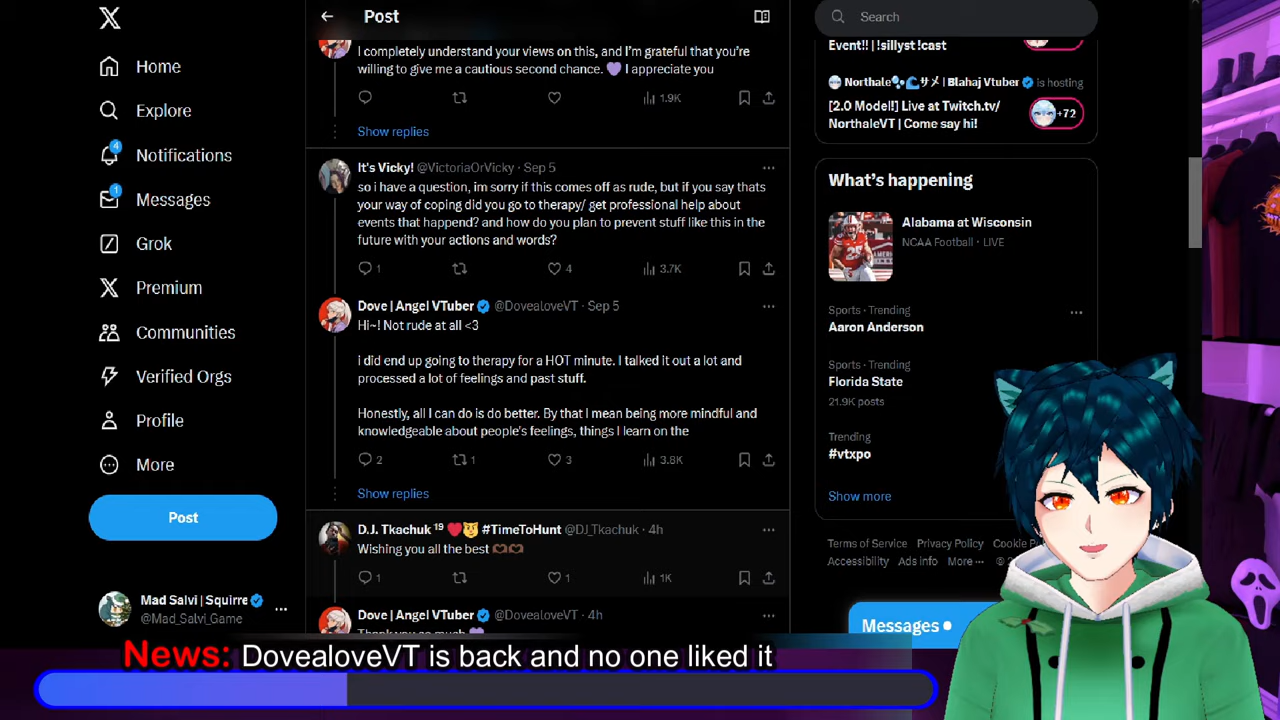 Home
Explore
4
Notifications
1
Messages
Grok
Premium
Communities
Verified Orgs
Profile
More
Post
Mad Salvi | Squirre
@Mad_Salvi_Game
Post
I completely understand your views on this, and I'm grateful that you're
willing to give me a cautious second chance. 💜 I appreciate you
1.9K
Show replies
It's Vicky! @VictoriaOrVicky · Sep 5
so i have a question, im sorry if this comes off as rude, but if you say thats
your way of coping did you go to therapy/ get professional help about
events that happend? and how do you plan to prevent stuff like this in the
future with your actions and words?
1 4 3.7K
Dove | Angel VTuber @DovealoveVT · Sep 5
Hi~! Not rude at all <3
i did end up going to therapy for a HOT minute. I talked it out a lot and
processed a lot of feelings and past stuff.
Honestly, all I can do is do better. By that I mean being more mindful and
knowledgeable about people's feelings, things I learn on the
2 1 3 3.8K
Show replies
D.J. Tkachuk ¹⁹ ❤️😼 #TimeToHunt @DJ_Tkachuk · 4h
Wishing you all the best 🫶🏾🫶🏾
1 1 1K
Dove | Angel VTuber @DovealoveVT · 4h
Search
Event!! | !sillyst !cast
Northale🫧🌊サメ | Blahaj Vtuber is hosting
[2.0 Model!] Live at Twitch.tv/
NorthaleVT | Come say hi!
+72
What's happening
Alabama at Wisconsin
NCAA Football · LIVE
Sports · Trending
Aaron Anderson
Sports · Trending
Florida State
21.9K posts
Trending
#vtxpo
Show more
Terms of Service Privacy Policy Cookie
Accessibility Ads info More ··· ©
Messages
News: DovealoveVT is back and no one liked it